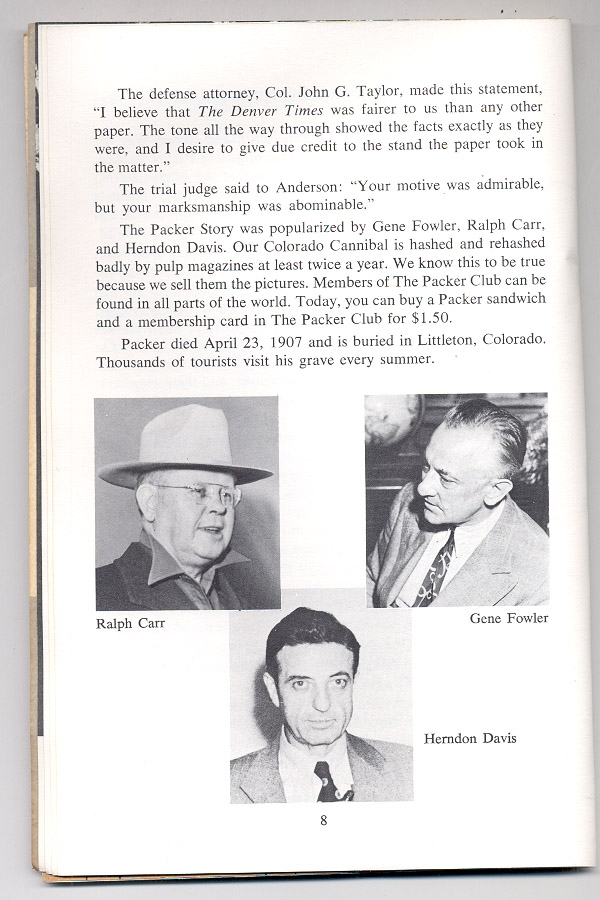 The defense attorney, Col. John G. Taylor, made this statement,
“I believe that The Denver Times was fairer to us than any other
paper. The tone all the way through showed the facts exactly as they
were, and I desire to give due credit to the stand the paper took in
the matter.”
The trial judge said to Anderson: “Your motive was admirable,
but your marksmanship was abominable.”
The Packer Story was popularized by Gene Fowler, Ralph Carr,
and Herndon Davis. Our Colorado Cannibal is hashed and rehashed
badly by pulp magazines at least twice a year. We know this to be true
because we sell them the pictures. Members of The Packer Club can be
found in all parts of the world. Today, you can buy a Packer sandwich
and a membership card in The Packer Club for $1.50.
Packer died April 23, 1907 and is buried in Littleton, Colorado.
Thousands of tourists visit his grave every summer.
Ralph Carr
Gene Fowler
Herndon Davis
8